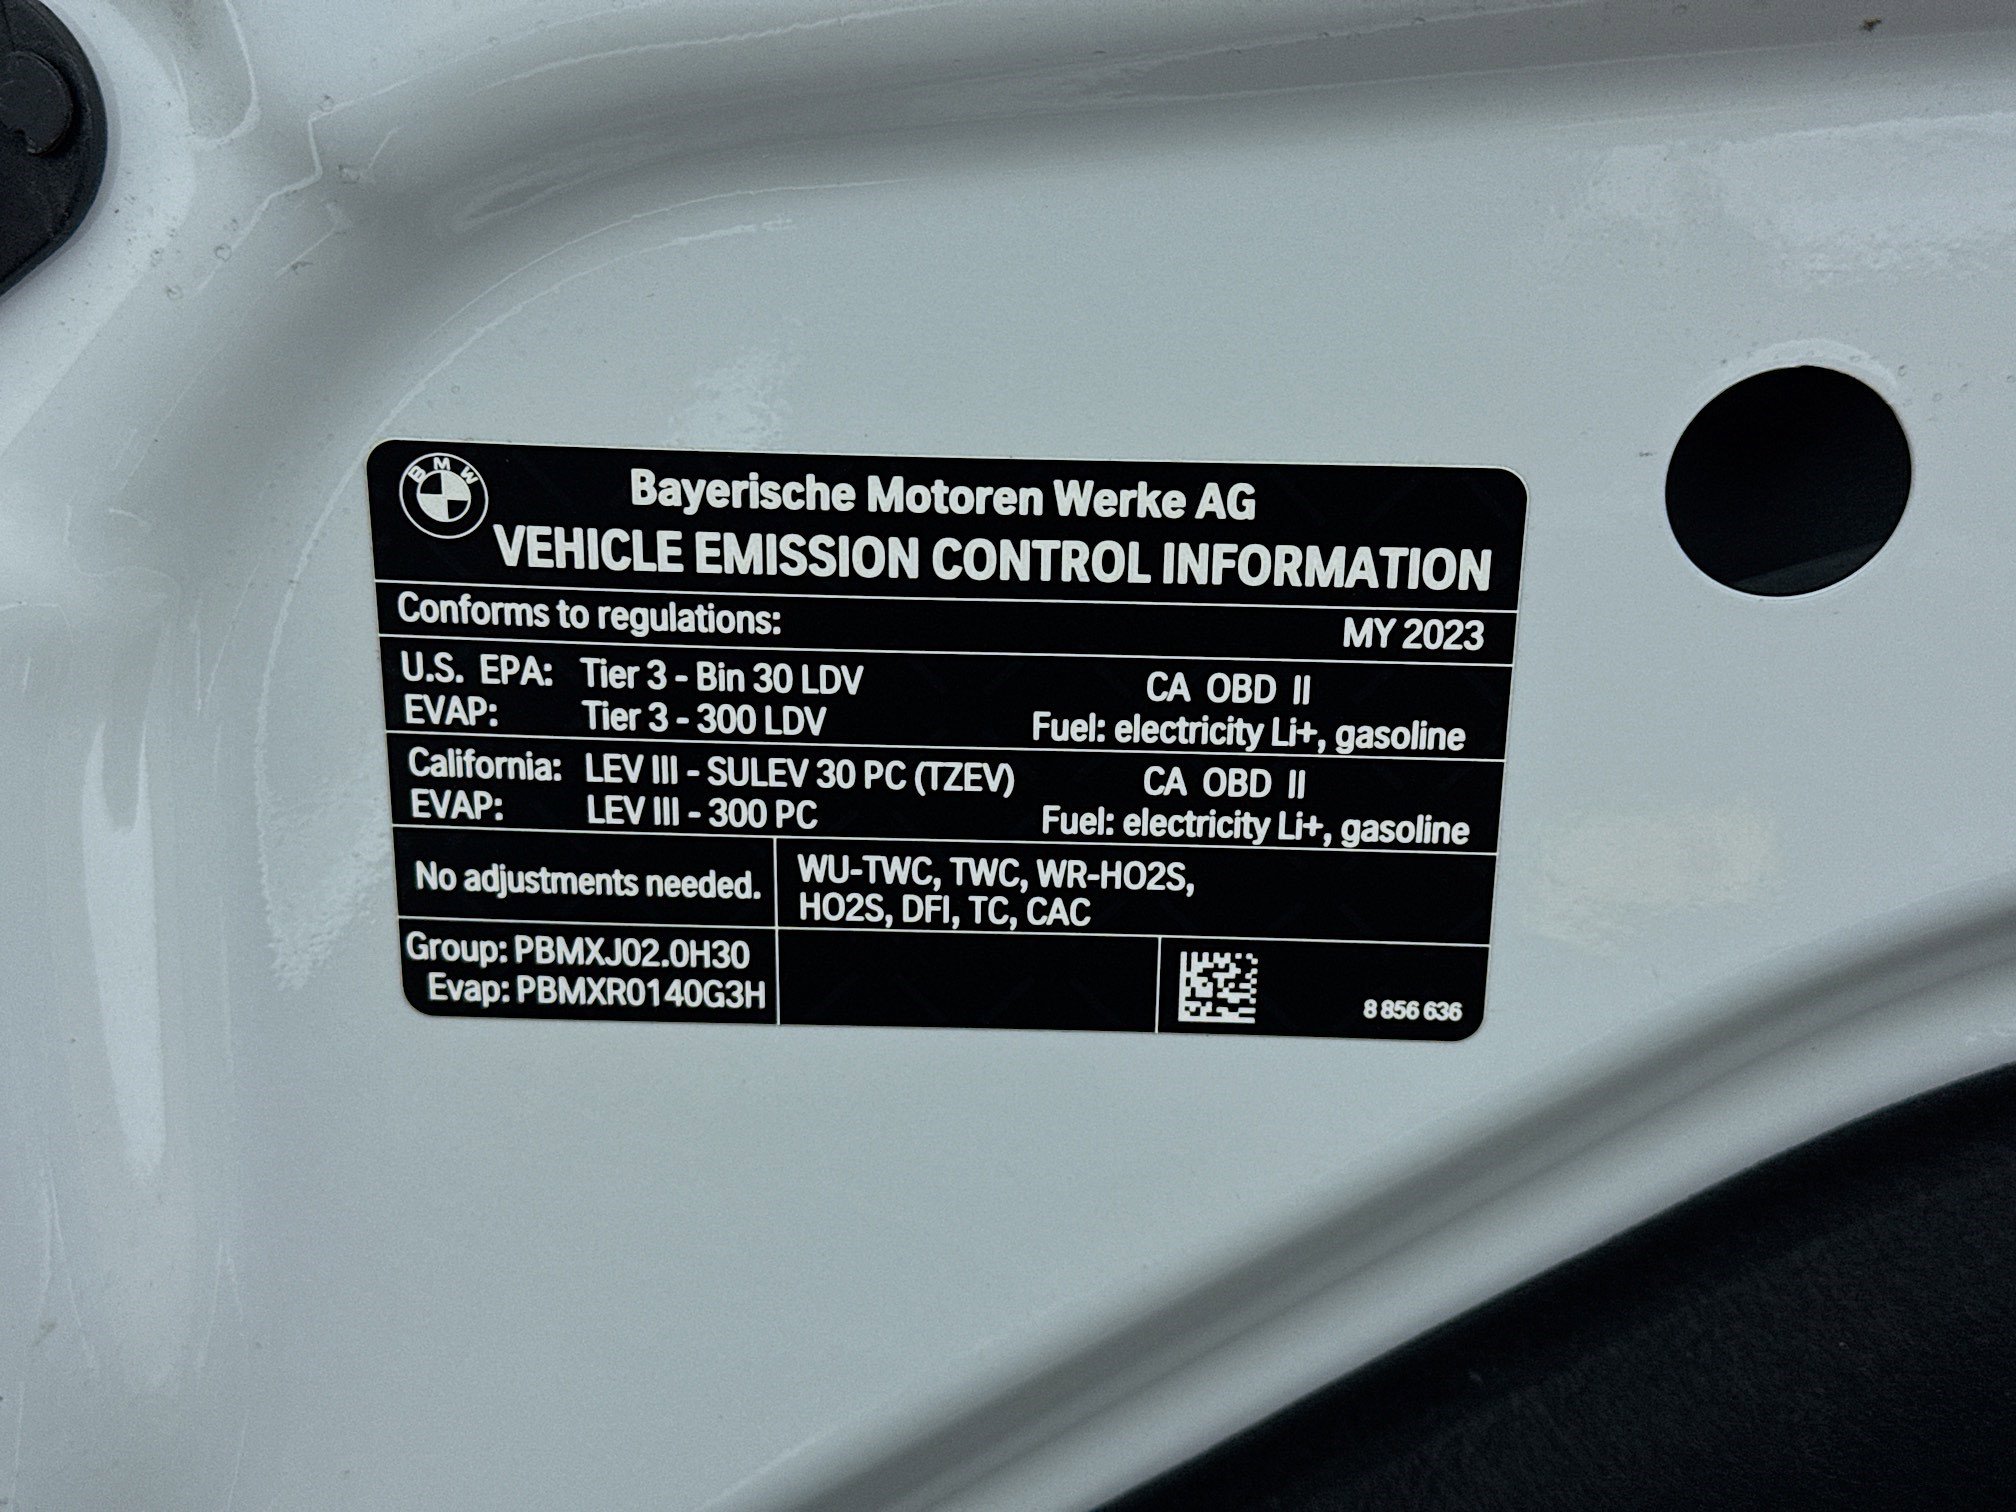 BMW
Bayerische Motoren Werke AG
VEHICLE EMISSION CONTROL INFORMATION
Conforms to regulations: MY 2023
U.S. EPA: Tier 3 - Bin 30 LDV CA OBD II
EVAP: Tier 3 - 300 LDV Fuel: electricity Li+, gasoline
California: LEV III - SULEV 30 PC (TZEV) CA OBD II
EVAP: LEV III - 300 PC Fuel: electricity Li+, gasoline
No adjustments needed.
WU-TWC, TWC, WR-HO2S,
HO2S, DFI, TC, CAC
Group: PBMXJ02.0H30
Evap: PBMXR0140G3H
8 856 636